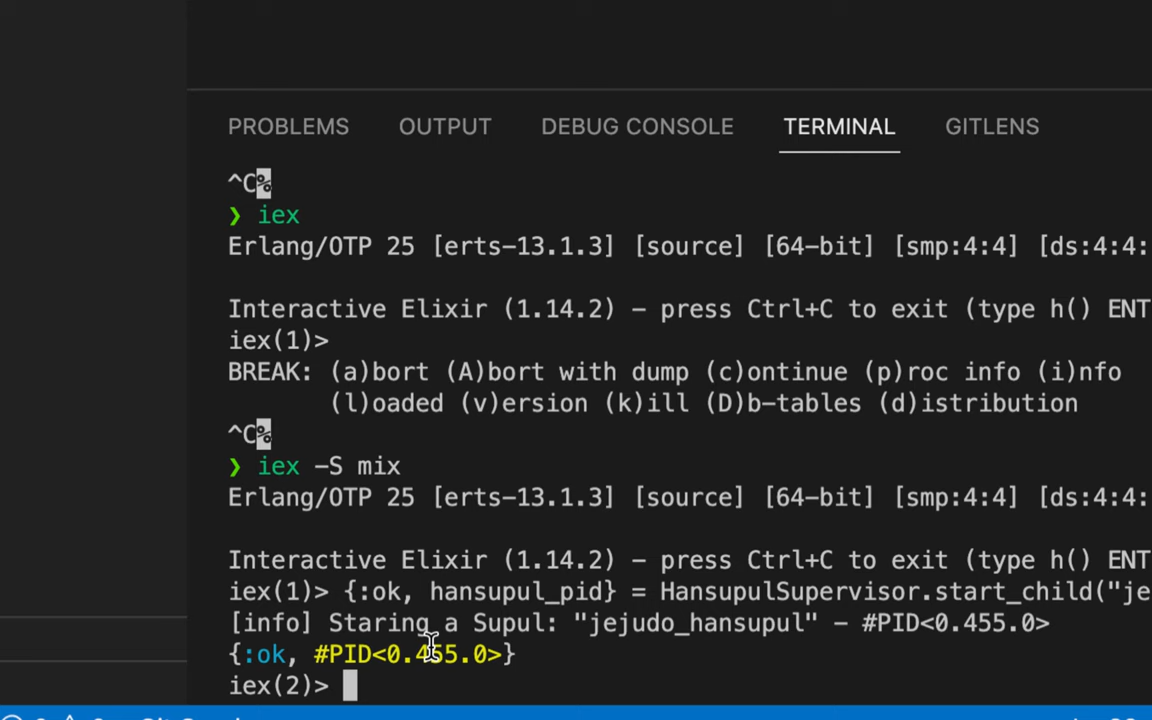 PROBLEMS OUTPUT DEBUG CONSOLE TERMINAL GITLENS
^C%
❯ iex
Erlang/OTP 25 [erts-13.1.3] [source] [64-bit] [smp:4:4] [ds:4:4:
Interactive Elixir (1.14.2) – press Ctrl+C to exit (type h() ENT
iex(1)>
BREAK: (a)bort (A)bort with dump (c)ontinue (p)roc info (i)nfo
(l)oaded (v)ersion (k)ill (D)b-tables (d)istribution
^C%
❯ iex -S mix
Erlang/OTP 25 [erts-13.1.3] [source] [64-bit] [smp:4:4] [ds:4:4:
Interactive Elixir (1.14.2) – press Ctrl+C to exit (type h() ENT
iex(1)> {:ok, hansupul_pid} = HansupulSupervisor.start_child("je
[info] Staring a Supul: "jejudo_hansupul" – #PID<0.455.0>
{:ok, #PID<0.455.0>}
iex(2)>